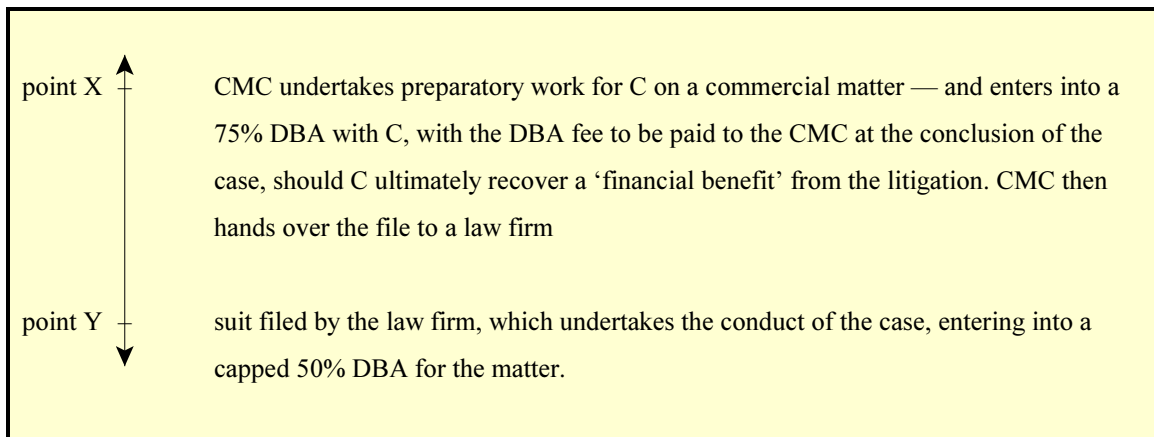 point X CMC undertakes preparatory work for C on a commercial matter — and enters into a
75% DBA with C, with the DBA fee to be paid to the CMC at the conclusion of the
case, should C ultimately recover a ‘financial benefit’ from the litigation. CMC then
hands over the file to a law firm
point Y suit filed by the law firm, which undertakes the conduct of the case, entering into a
capped 50% DBA for the matter.